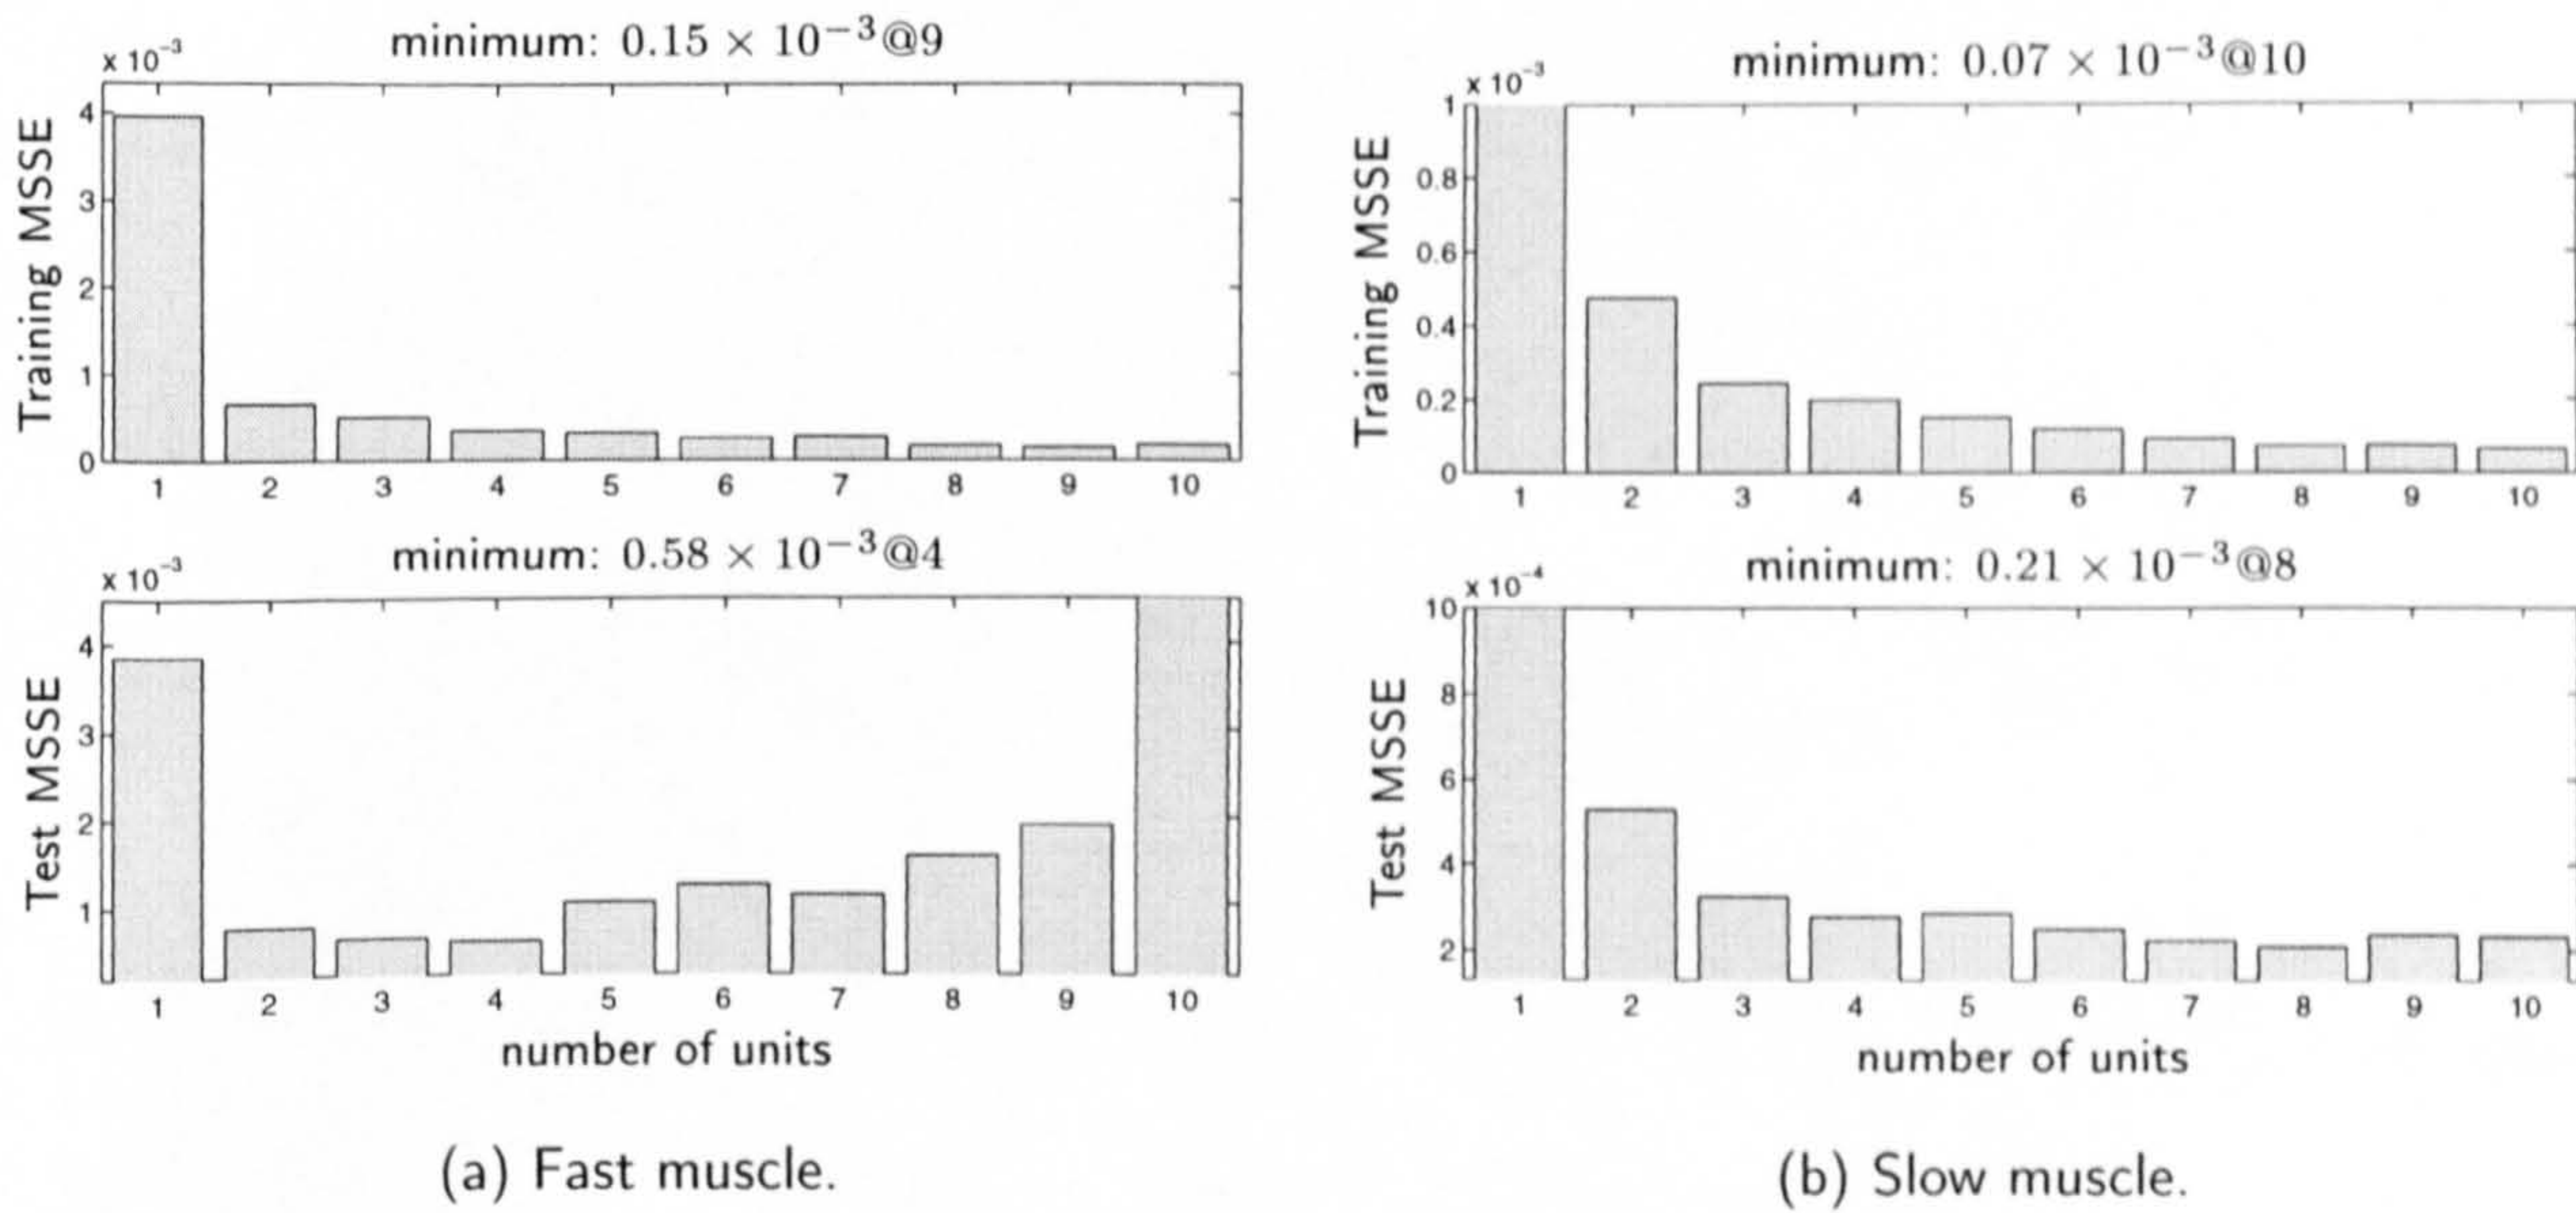 minimum: 0.15 × 10⁻³@9
x 10⁻³
Training MSSE
4
3
2
1
0
1 2 3 4 5 6 7 8 9 10
minimum: 0.58 × 10⁻³@4
x 10⁻³
Test MSSE
4
3
2
1
1 2 3 4 5 6 7 8 9 10
number of units
(a) Fast muscle.
minimum: 0.07 × 10⁻³@10
x 10⁻³
Training MSSE
1
0.8
0.6
0.4
0.2
0
1 2 3 4 5 6 7 8 9 10
minimum: 0.21 × 10⁻³@8
x 10⁻⁴
Test MSSE
10
8
6
4
2
1 2 3 4 5 6 7 8 9 10
number of units
(b) Slow muscle.